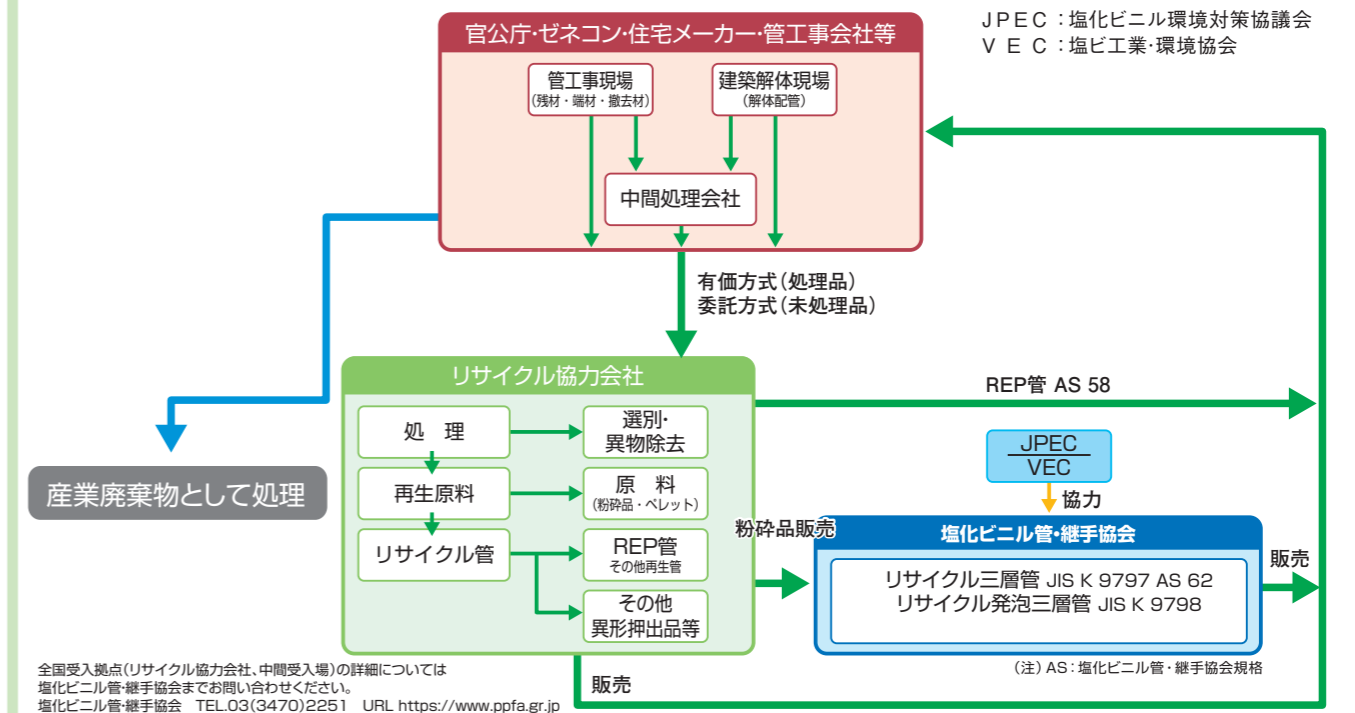 JPEC：塩化ビニル環境対策協議会
VEC：塩ビ工業・環境協会
官公庁・ゼネコン・住宅メーカー・管工事会社等
管工事現場
(残材・端材・撤去材)
建築解体現場
(解体配管)
中間処理会社
有価方式(処理品)
委託方式(未処理品)
リサイクル協力会社
処 理
選別・
異物除去
再生原料
原 料
(粉砕品・ペレット)
リサイクル管
REP管
その他再生管
その他
異形押出品等
産業廃棄物として処理
REP管 AS 58
JPEC
VEC
協力
粉砕品販売
塩化ビニル管・継手協会
リサイクル三層管 JIS K 9797 AS 62
リサイクル発泡三層管 JIS K 9798
販売
(注) AS：塩化ビニル管・継手協会規格
販売
全国受入拠点(リサイクル協力会社、中間受入場)の詳細については
塩化ビニル管・継手協会までお問い合わせください。
塩化ビニル管・継手協会 TEL.03(3470)2251 URL https://www.ppfa.gr.jp